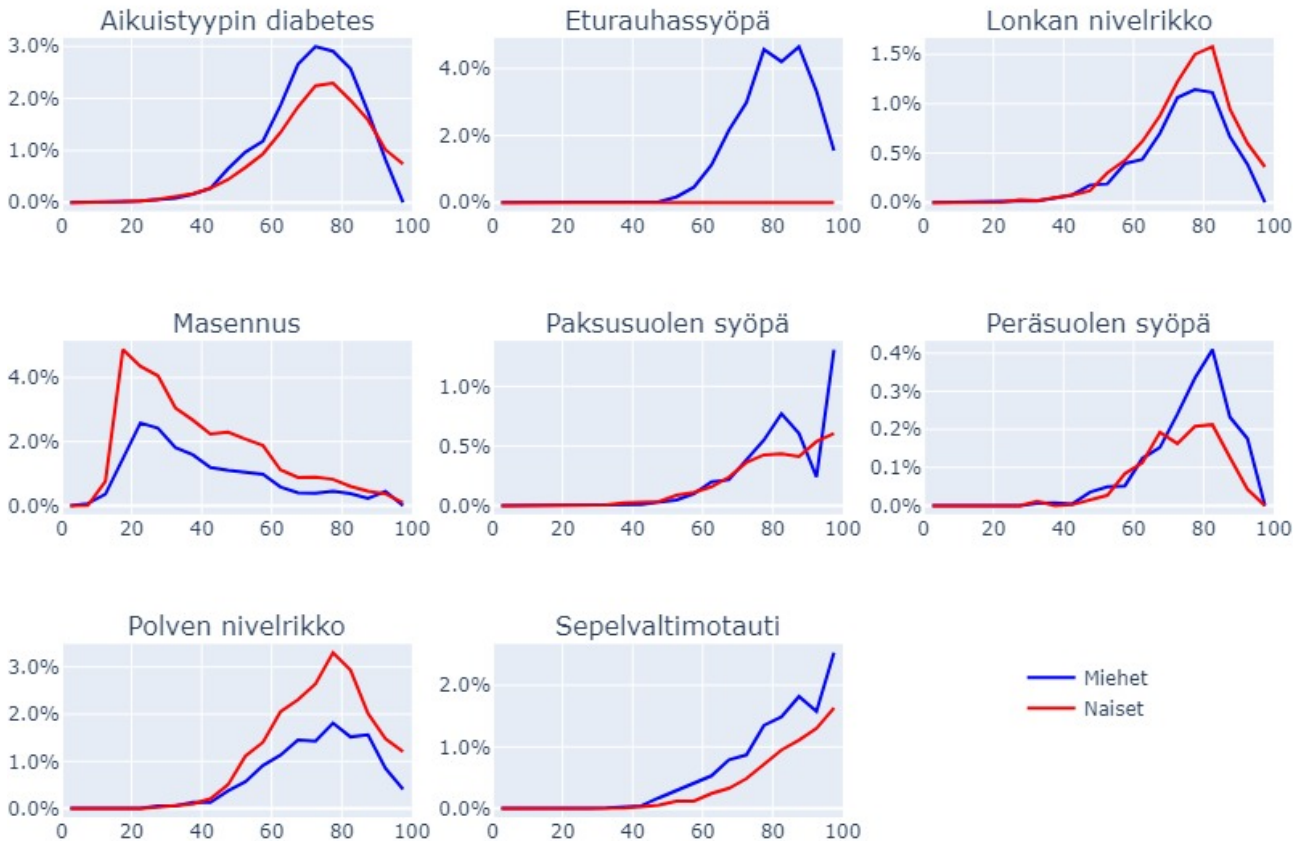 Aikuistyypin diabetes
3.0%
2.0%
1.0%
0.0%
0 20 40 60 80 100
Eturauhassyöpä
4.0%
2.0%
0.0%
0 20 40 60 80 100
Lonkan nivelrikko
1.5%
1.0%
0.5%
0.0%
0 20 40 60 80 100
Masennus
4.0%
2.0%
0.0%
0 20 40 60 80 100
Paksusuolen syöpä
1.0%
0.5%
0.0%
0 20 40 60 80 100
Peräsuolen syöpä
0.4%
0.3%
0.2%
0.1%
0.0%
0 20 40 60 80 100
Polven nivelrikko
3.0%
2.0%
1.0%
0.0%
0 20 40 60 80 100
Sepelvaltimotauti
2.0%
1.0%
0.0%
0 20 40 60 80 100
Miehet
Naiset